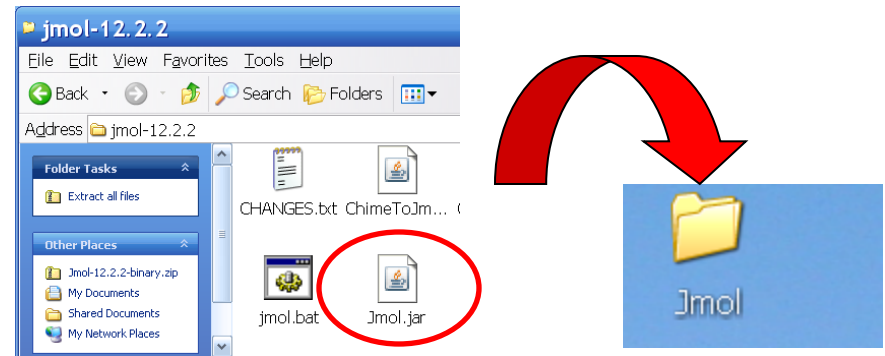 jmol-12.2.2
File Edit View Favorites Tools Help
Back Search Folders
Address jmol-12.2.2
Folder Tasks
Extract all files
Other Places
Jmol-12.2.2-binary.zip
My Documents
Shared Documents
My Network Places
CHANGES.txt ChimeToJm...
jmol.bat Jmol.jar
Jmol